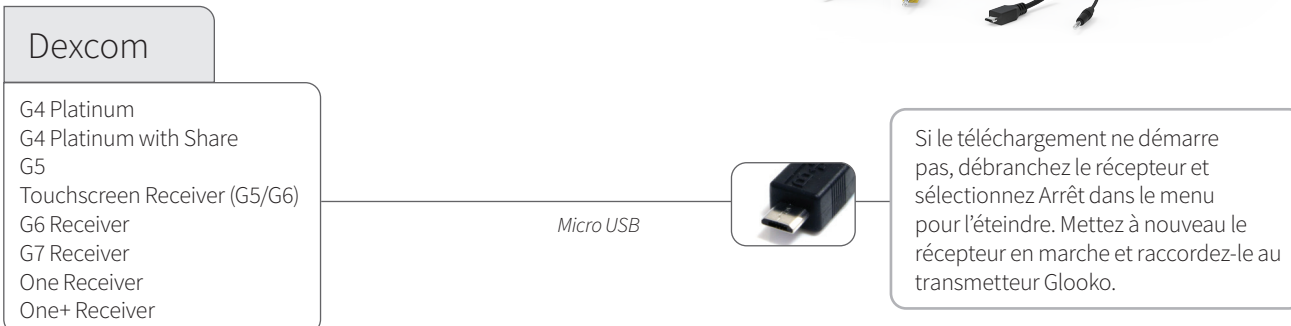 Dexcom
G4 Platinum
G4 Platinum with Share
G5
Touchscreen Receiver (G5/G6)
G6 Receiver
G7 Receiver
One Receiver
One+ Receiver
Micro USB
Si le téléchargement ne démarre
pas, débranchez le récepteur et
sélectionnez Arrêt dans le menu
pour l’éteindre. Mettez à nouveau le
récepteur en marche et raccordez-le au
transmetteur Glooko.